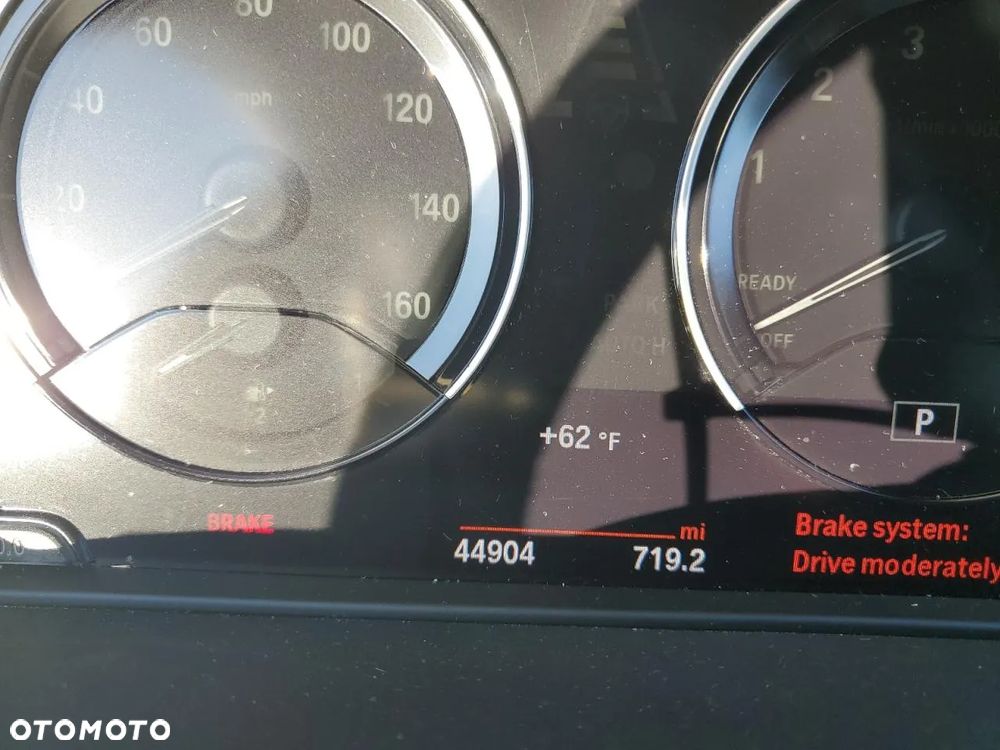 60 80 100
40 mph 120
20 140
160
3
2
1
READY
OFF
P
+62 °F
BRAKE
mi
44904 719.2
Brake system:
Drive moderately
OTOMOTO